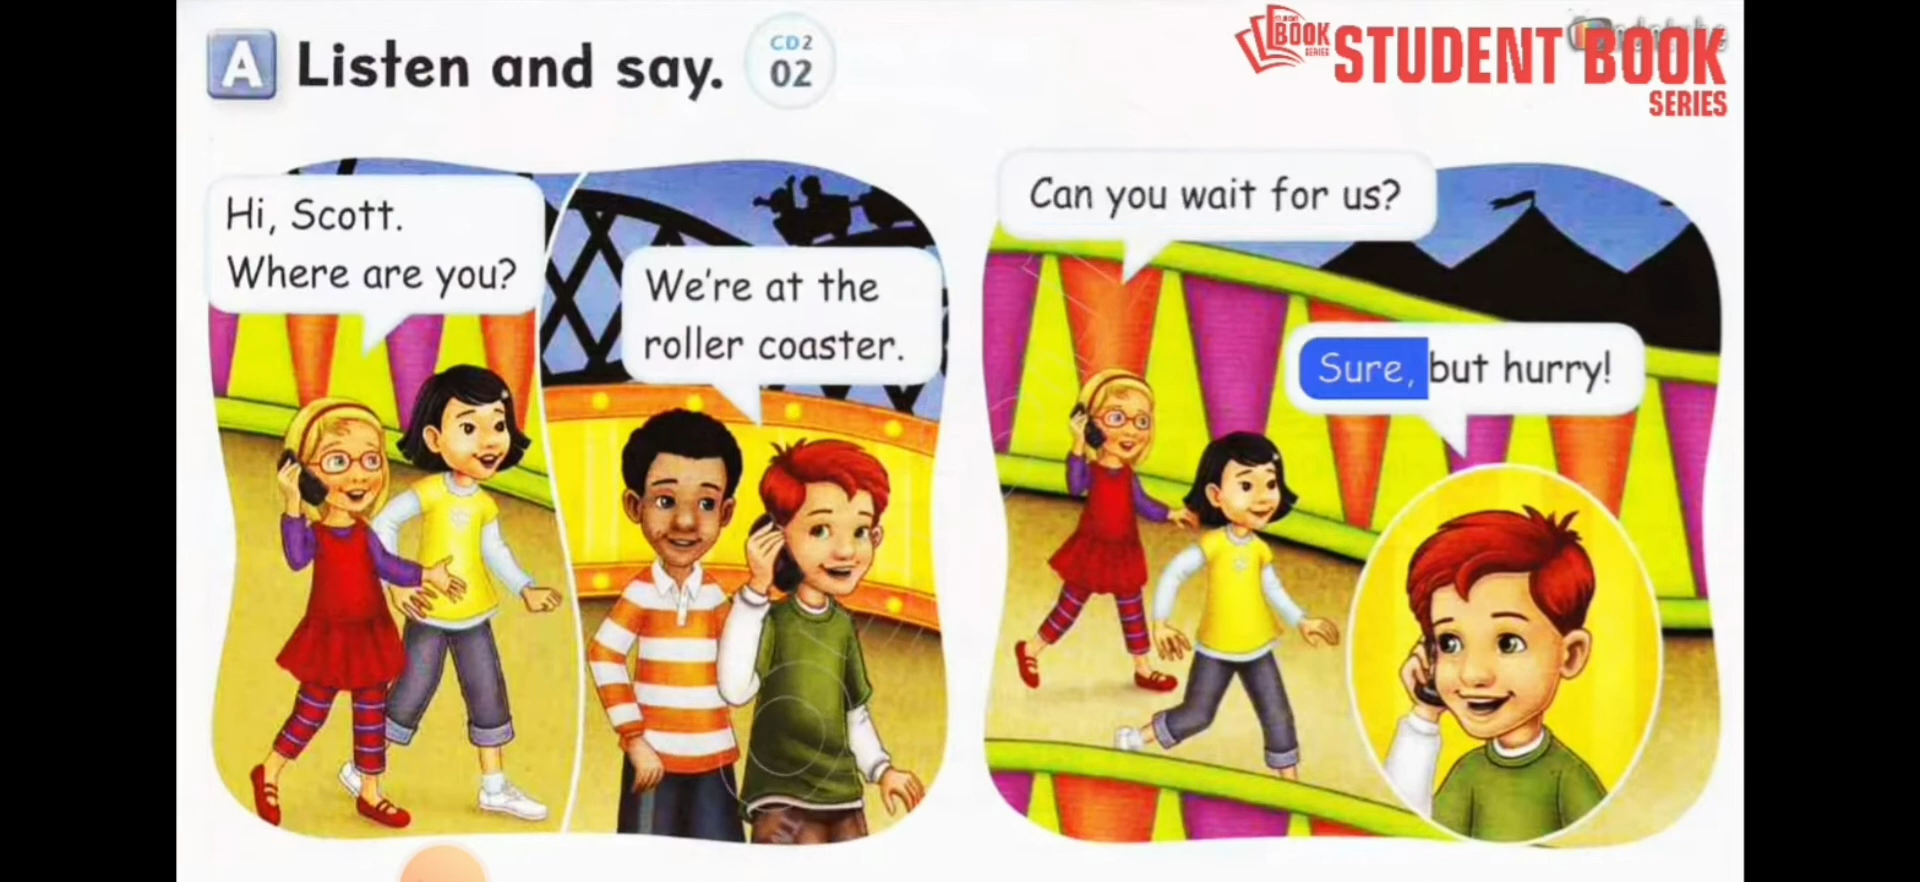 A Listen and say.
CD2
02
BOOK
SERIES
STUDENT BOOK
SERIES
Hi, Scott.
Where are you?
We're at the
roller coaster.
Can you wait for us?
Sure, but hurry!